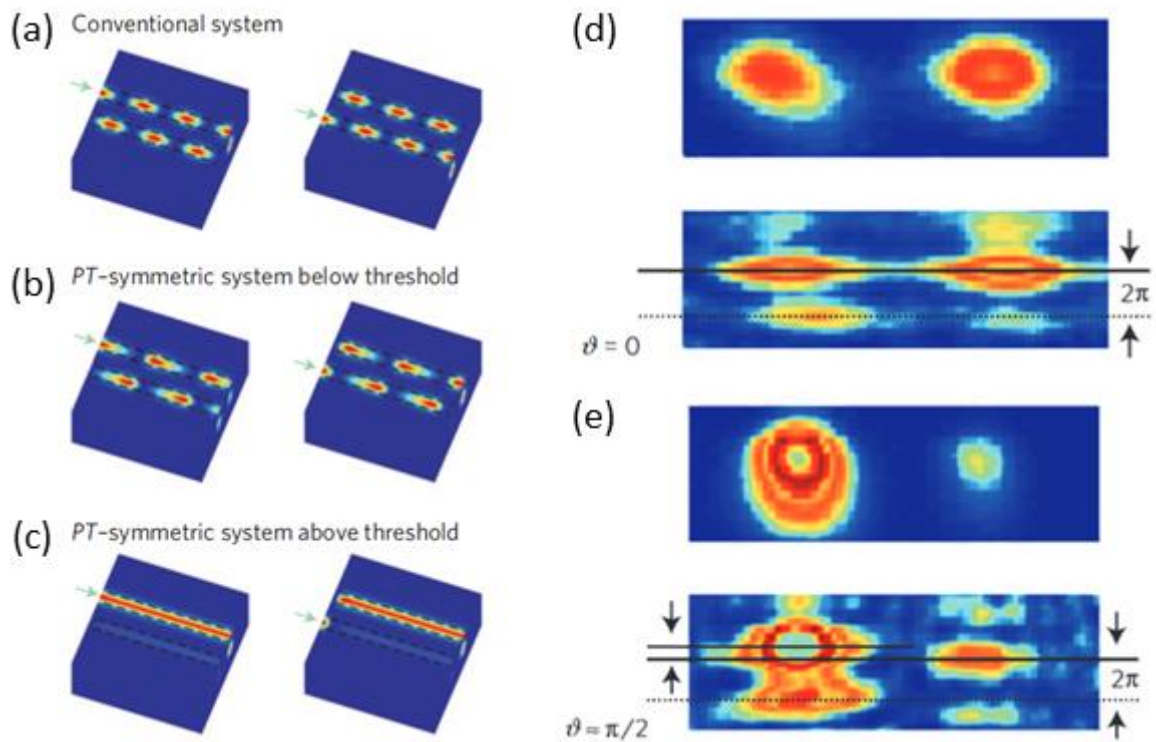 (a) Conventional system
(b) PT–symmetric system below threshold
(c) PT–symmetric system above threshold
(d)
2π
ϑ = 0
(e)
2π
ϑ ≈ π/2